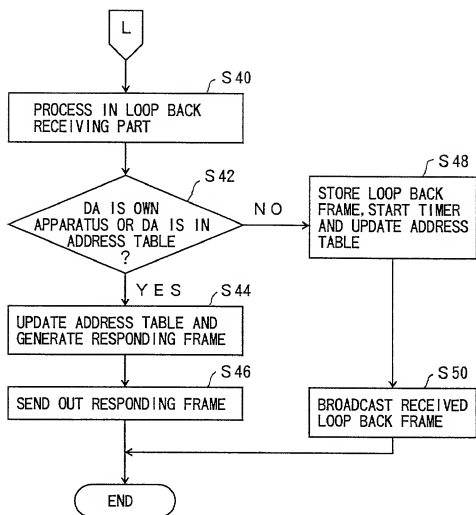 L
S40
PROCESS IN LOOP BACK
RECEIVING PART
S42
DA IS OWN
APPARATUS OR DA IS IN
ADDRESS TABLE
?
NO
S48
STORE LOOP BACK
FRAME, START TIMER
AND UPDATE ADDRESS
TABLE
YES
S44
UPDATE ADDRESS TABLE AND
GENERATE RESPONDING FRAME
S46
SEND OUT RESPONDING FRAME
S50
BROADCAST RECEIVED
LOOP BACK FRAME
END